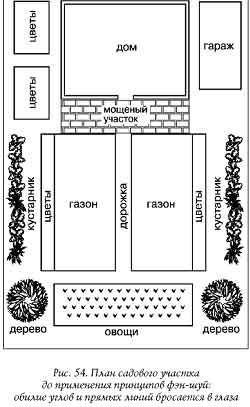 цветы
дом
гараж
цветы
мощеный
участок
кустарник
цветы
газон
дорожка
газон
цветы
кустарник
дерево
овощи
дерево
Рис. 54. План садового участка
до применения принципов фэн-шуй:
обилие углов и прямых линий бросается в глаза